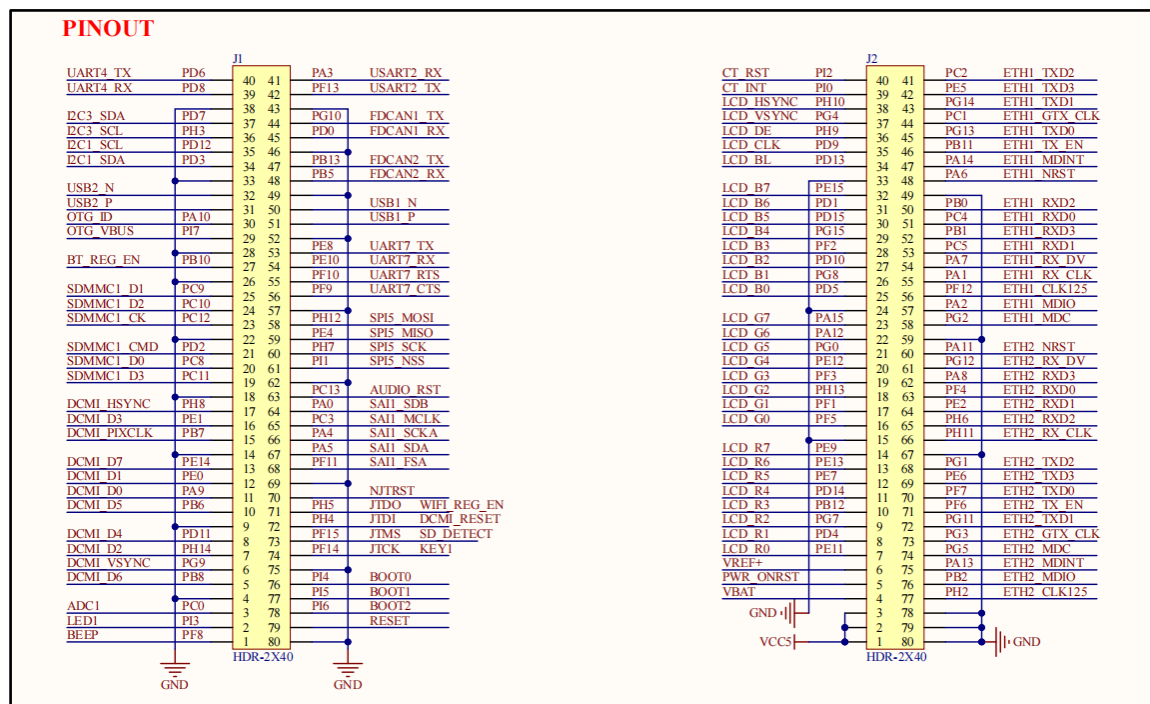 PINOUT
J1
UART4_TX PD6 40 41 PA3 USART2_RX
UART4_RX PD8 39 42 PF13 USART2_TX
38 43
I2C3_SDA PD7 37 44 PG10 FDCAN1_TX
I2C3_SCL PH3 36 45 PD0 FDCAN1_RX
I2C1_SCL PD12 35 46
I2C1_SDA PD3 34 47 PB13 FDCAN2_TX
33 48 PB5 FDCAN2_RX
USB2_N 32 49
USB2_P 31 50 USB1_N
OTG_ID PA10 30 51 USB1_P
OTG_VBUS PI7 29 52
28 53 PE8 UART7_TX
BT_REG_EN PB10 27 54 PE10 UART7_RX
26 55 PF10 UART7_RTS
SDMMC1_D1 PC9 25 56 PF9 UART7_CTS
SDMMC1_D2 PC10 24 57
SDMMC1_CK PC12 23 58 PH12 SPI5_MOSI
22 59 PE4 SPI5_MISO
SDMMC1_CMD PD2 21 60 PH7 SPI5_SCK
SDMMC1_D0 PC8 20 61 PI1 SPI5_NSS
SDMMC1_D3 PC11 19 62
18 63 PC13 AUDIO_RST
DCMI_HSYNC PH8 17 64 PA0 SAI1_SDB
DCMI_D3 PE1 16 65 PC3 SAI1_MCLK
DCMI_PIXCLK PB7 15 66 PA4 SAI1_SCKA
14 67 PA5 SAI1_SDA
DCMI_D7 PE14 13 68 PF11 SAI1_FSA
DCMI_D1 PE0 12 69
DCMI_D0 PA9 11 70 NJTRST
DCMI_D5 PB6 10 71 PH5 JTDO WIFI_REG_EN
9 72 PH4 JTDI DCMI_RESET
DCMI_D4 PD11 8 73 PF15 JTMS SD_DETECT
DCMI_D2 PH14 7 74 PF14 JTCK KEY1
DCMI_VSYNC PG9 6 75
DCMI_D6 PB8 5 76 PI4 BOOT0
4 77 PI5 BOOT1
ADC1 PC0 3 78 PI6 BOOT2
LED1 PI3 2 79 RESET
BEEP PF8 1 80
HDR-2X40
GND GND
J2
CT_RST PI2 40 41 PC2 ETH1_TXD2
CT_INT PI0 39 42 PE5 ETH1_TXD3
LCD_HSYNC PH10 38 43 PG14 ETH1_TXD1
LCD_VSYNC PG4 37 44 PC1 ETH1_GTX_CLK
LCD_DE PH9 36 45 PG13 ETH1_TXD0
LCD_CLK PD9 35 46 PB11 ETH1_TX_EN
LCD_BL PD13 34 47 PA14 ETH1_MDINT
33 48 PA6 ETH1_NRST
LCD_B7 PE15 32 49
LCD_B6 PD1 31 50 PB0 ETH1_RXD2
LCD_B5 PD15 30 51 PC4 ETH1_RXD0
LCD_B4 PG15 29 52 PB1 ETH1_RXD3
LCD_B3 PF2 28 53 PC5 ETH1_RXD1
LCD_B2 PD10 27 54 PA7 ETH1_RX_DV
LCD_B1 PG8 26 55 PA1 ETH1_RX_CLK
LCD_B0 PD5 25 56 PF12 ETH1_CLK125
24 57 PA2 ETH1_MDIO
LCD_G7 PA15 23 58 PG2 ETH1_MDC
LCD_G6 PA12 22 59
LCD_G5 PG0 21 60 PA11 ETH2_NRST
LCD_G4 PE12 20 61 PG12 ETH2_RX_DV
LCD_G3 PF3 19 62 PA8 ETH2_RXD3
LCD_G2 PH13 18 63 PF4 ETH2_RXD0
LCD_G1 PF1 17 64 PE2 ETH2_RXD1
LCD_G0 PF5 16 65 PH6 ETH2_RXD2
15 66 PH11 ETH2_RX_CLK
LCD_R7 PE9 14 67
LCD_R6 PE13 13 68 PG1 ETH2_TXD2
LCD_R5 PE7 12 69 PE6 ETH2_TXD3
LCD_R4 PD14 11 70 PF7 ETH2_TXD0
LCD_R3 PB12 10 71 PF6 ETH2_TX_EN
LCD_R2 PG7 9 72 PG11 ETH2_TXD1
LCD_R1 PD4 8 73 PG3 ETH2_GTX_CLK
LCD_R0 PE11 7 74 PG5 ETH2_MDC
VREF+ 6 75 PA13 ETH2_MDINT
PWR_ONRST 5 76 PB2 ETH2_MDIO
VBAT 4 77 PH2 ETH2_CLK125
GND 3 78
2 79
VCC5 1 80 GND
HDR-2X40